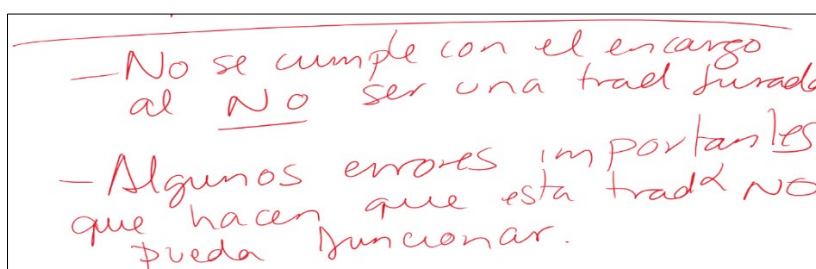 —No se cumple con el encargo
al NO ser una trad Jurada
—Algunos errores importantes
que hacen que esta tradª NO
pueda funcionar.